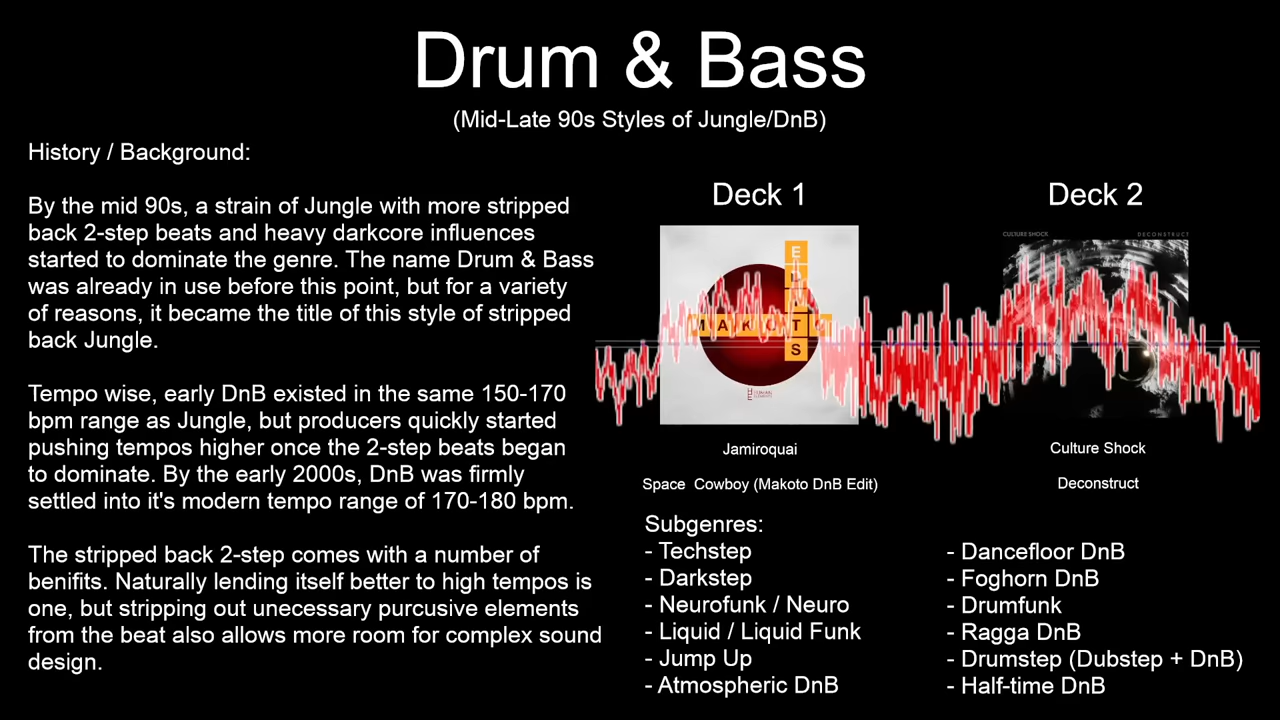 Drum & Bass
(Mid-Late 90s Styles of Jungle/DnB)
History / Background:
By the mid 90s, a strain of Jungle with more stripped
back 2-step beats and heavy darkcore influences
started to dominate the genre. The name Drum & Bass
was already in use before this point, but for a variety
of reasons, it became the title of this style of stripped
back Jungle.
Tempo wise, early DnB existed in the same 150-170
bpm range as Jungle, but producers quickly started
pushing tempos higher once the 2-step beats began
to dominate. By the early 2000s, DnB was firmly
settled into it's modern tempo range of 170-180 bpm.
The stripped back 2-step comes with a number of
benifits. Naturally lending itself better to high tempos is
one, but stripping out unecessary purcusive elements
from the beat also allows more room for complex sound
design.
Deck 1
Jamiroquai
Space Cowboy (Makoto DnB Edit)
Deck 2
CULTURE SHOCK
DECONSTRUCT
Culture Shock
Deconstruct
Subgenres:
- Techstep
- Darkstep
- Neurofunk / Neuro
- Liquid / Liquid Funk
- Jump Up
- Atmospheric DnB
- Dancefloor DnB
- Foghorn DnB
- Drumfunk
- Ragga DnB
- Drumstep (Dubstep + DnB)
- Half-time DnB